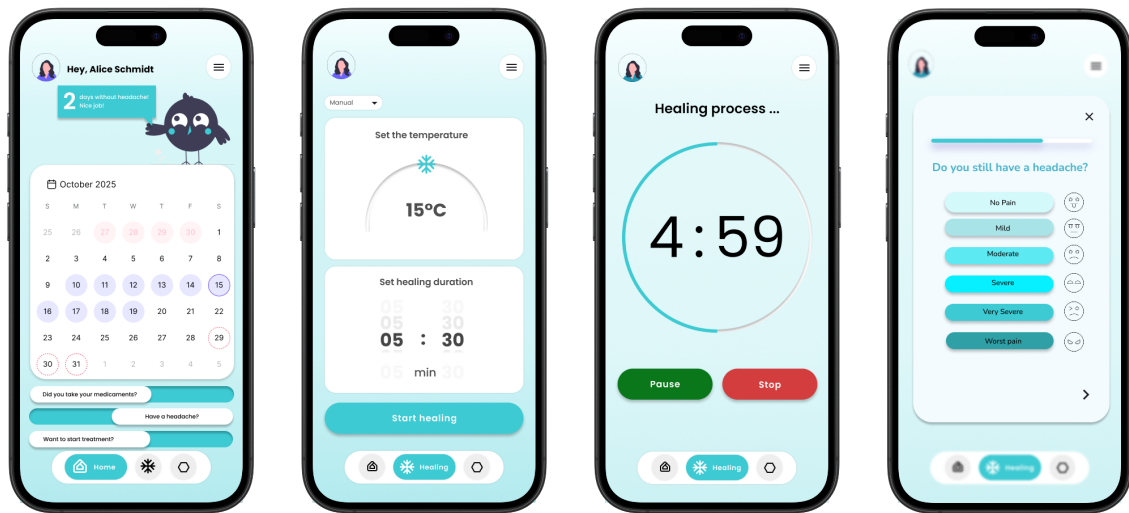 Hey, Alice Schmidt
2 days without headache!
Nice job!
October 2025
S M T W T F S
25 26 27 28 29 30 1
2 3 4 5 6 7 8
9 10 11 12 13 14 15
16 17 18 19 20 21 22
23 24 25 26 27 28 29
30 31 1 2 3 4 5
Did you take your medicaments?
Have a headache?
Want to start treatment?
Home
Manual
Set the temperature
15°C
Set healing duration
05 30
05 30
05 : 30
05 min 30
Start healing
Healing
Healing process ...
4:59
Pause
Stop
Healing
Do you still have a headache?
No Pain
Mild
Moderate
Severe
Very Severe
Worst pain
Healing